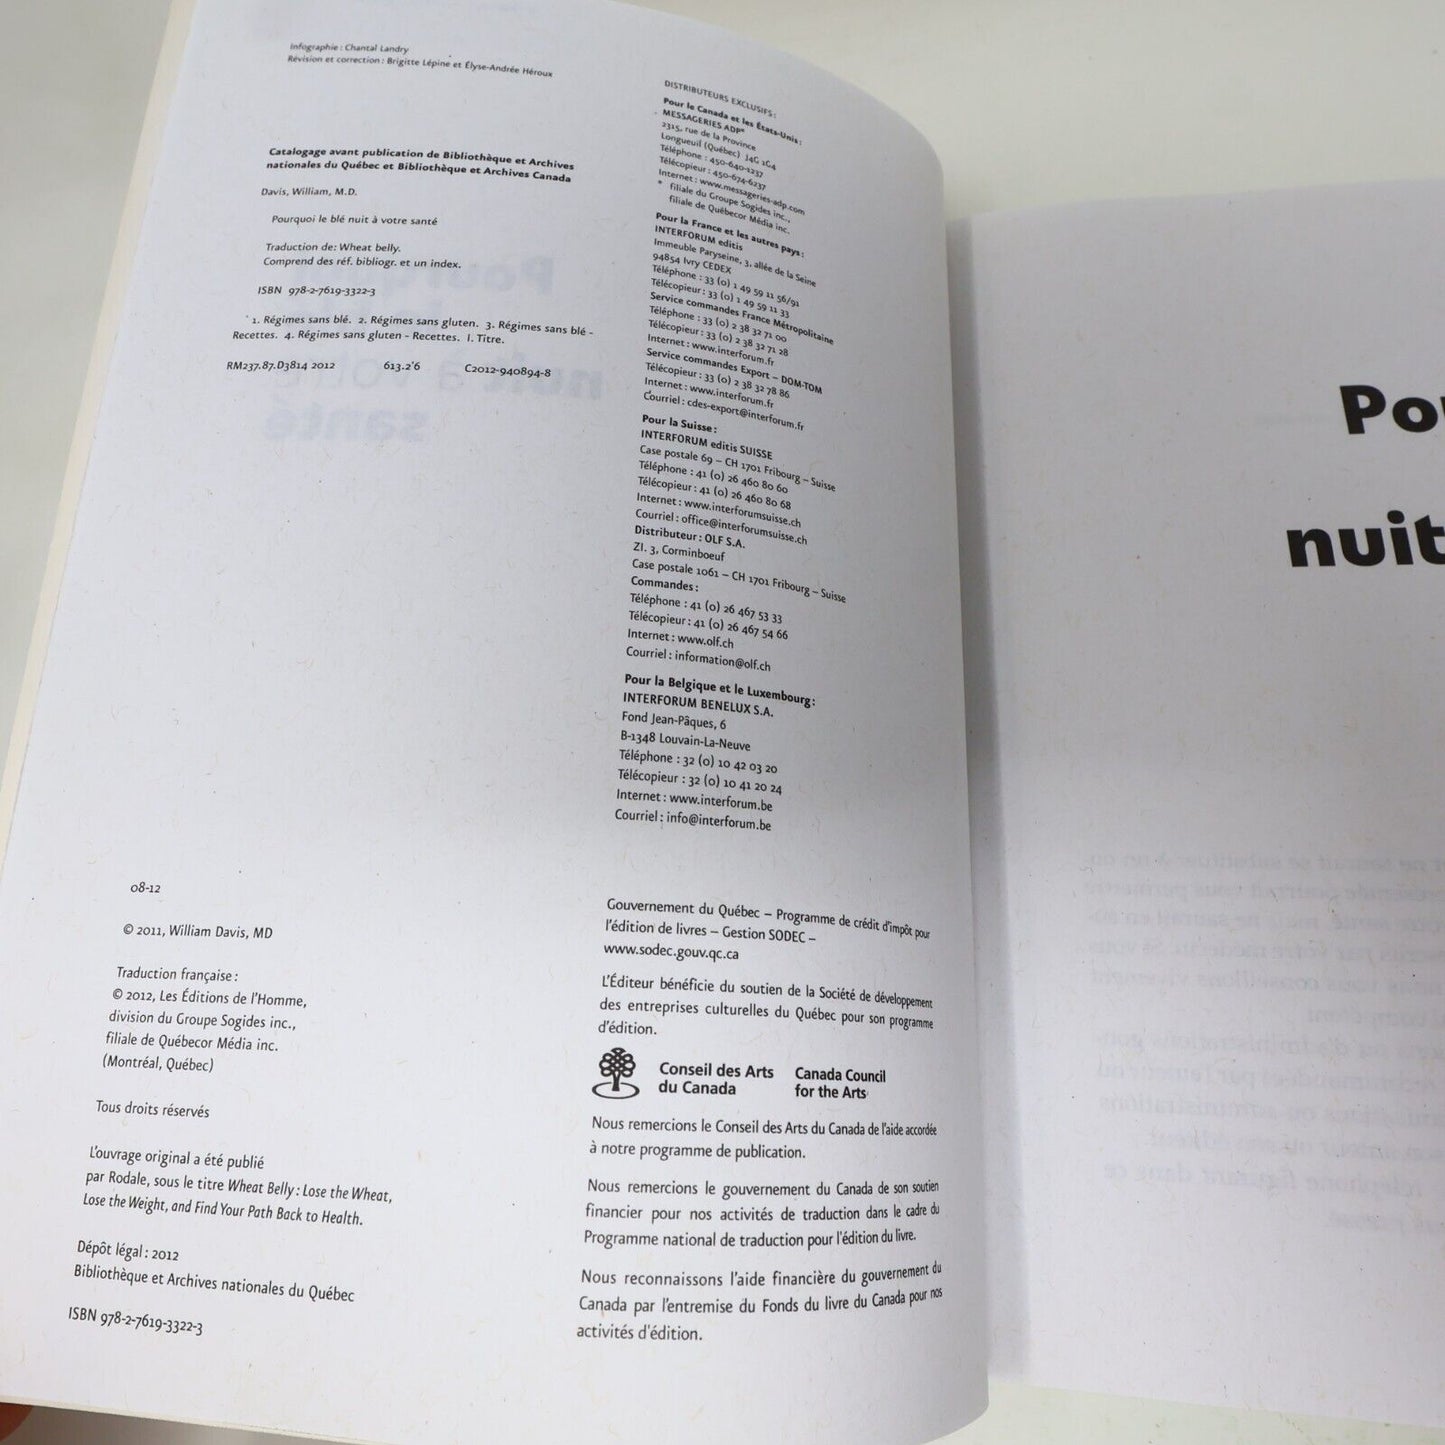 Infographie : Chantal Landry
Révision et correction : Brigitte Lépine et Élyse-Andrée Héroux
Catalogage avant publication de Bibliothèque et Archives
nationales du Québec et Bibliothèque et Archives Canada
Davis, William, M.D.
Pourquoi le blé nuit à votre santé
Traduction de: Wheat belly.
Comprend des réf. bibliogr. et un index.
ISBN 978-2-7619-3322-3
1. Régimes sans blé. 2. Régimes sans gluten. 3. Régimes sans blé -
Recettes. 4. Régimes sans gluten - Recettes. I. Titre.
RM237.87.D3814 2012 613.2'6 C2012-940894-8
08-12
© 2011, William Davis, MD
Traduction française :
© 2012, Les Éditions de l'Homme,
division du Groupe Sogides inc.,
filiale de Québecor Média inc.
(Montréal, Québec)
Tous droits réservés
L'ouvrage original a été publié
par Rodale, sous le titre Wheat Belly : Lose the Wheat,
Lose the Weight, and Find Your Path Back to Health.
Dépôt légal : 2012
Bibliothèque et Archives nationales du Québec
ISBN 978-2-7619-3322-3
DISTRIBUTEURS EXCLUSIFS :
Pour le Canada et les États-Unis :
MESSAGERIES ADP*
2315, rue de la Province
Longueuil (Québec) J4G 1G4
Téléphone : 450-640-1237
Télécopieur : 450-674-6237
Internet : www.messageries-adp.com
* filiale du Groupe Sogides inc.,
filiale de Québecor Média inc.
Pour la France et les autres pays :
INTERFORUM editis
Immeuble Paryseine, 3, allée de la Seine
94854 Ivry CEDEX
Téléphone : 33 (0) 1 49 59 11 56/91
Télécopieur : 33 (0) 1 49 59 11 33
Service commandes France Métropolitaine
Téléphone : 33 (0) 2 38 32 71 00
Télécopieur : 33 (0) 2 38 32 71 28
Internet : www.interforum.fr
Service commandes Export – DOM-TOM
Télécopieur : 33 (0) 2 38 32 78 86
Internet : www.interforum.fr
Courriel : cdes-export@interforum.fr
Pour la Suisse :
INTERFORUM editis SUISSE
Case postale 69 – CH 1701 Fribourg – Suisse
Téléphone : 41 (0) 26 460 80 60
Télécopieur : 41 (0) 26 460 80 68
Internet : www.interforumsuisse.ch
Courriel : office@interforumsuisse.ch
Distributeur : OLF S.A.
ZI. 3, Corminboeuf
Case postale 1061 – CH 1701 Fribourg – Suisse
Commandes :
Téléphone : 41 (0) 26 467 53 33
Télécopieur : 41 (0) 26 467 54 66
Internet : www.olf.ch
Courriel : information@olf.ch
Pour la Belgique et le Luxembourg :
INTERFORUM BENELUX S.A.
Fond Jean-Pâques, 6
B-1348 Louvain-La-Neuve
Téléphone : 32 (0) 10 42 03 20
Télécopieur : 32 (0) 10 41 20 24
Internet : www.interforum.be
Courriel : info@interforum.be
Gouvernement du Québec – Programme de crédit d'impôt pour
l'édition de livres – Gestion SODEC –
www.sodec.gouv.qc.ca
L'Éditeur bénéficie du soutien de la Société de développement
des entreprises culturelles du Québec pour son programme
d'édition.
Conseil des Arts Canada Council
du Canada for the Arts
Nous remercions le Conseil des Arts du Canada de l'aide accordée
à notre programme de publication.
Nous remercions le gouvernement du Canada de son soutien
financier pour nos activités de traduction dans le cadre du
Programme national de traduction pour l'édition du livre.
Nous reconnaissons l'aide financière du gouvernement du
Canada par l'entremise du Fonds du livre du Canada pour nos
activités d'édition.
Pou
nuit